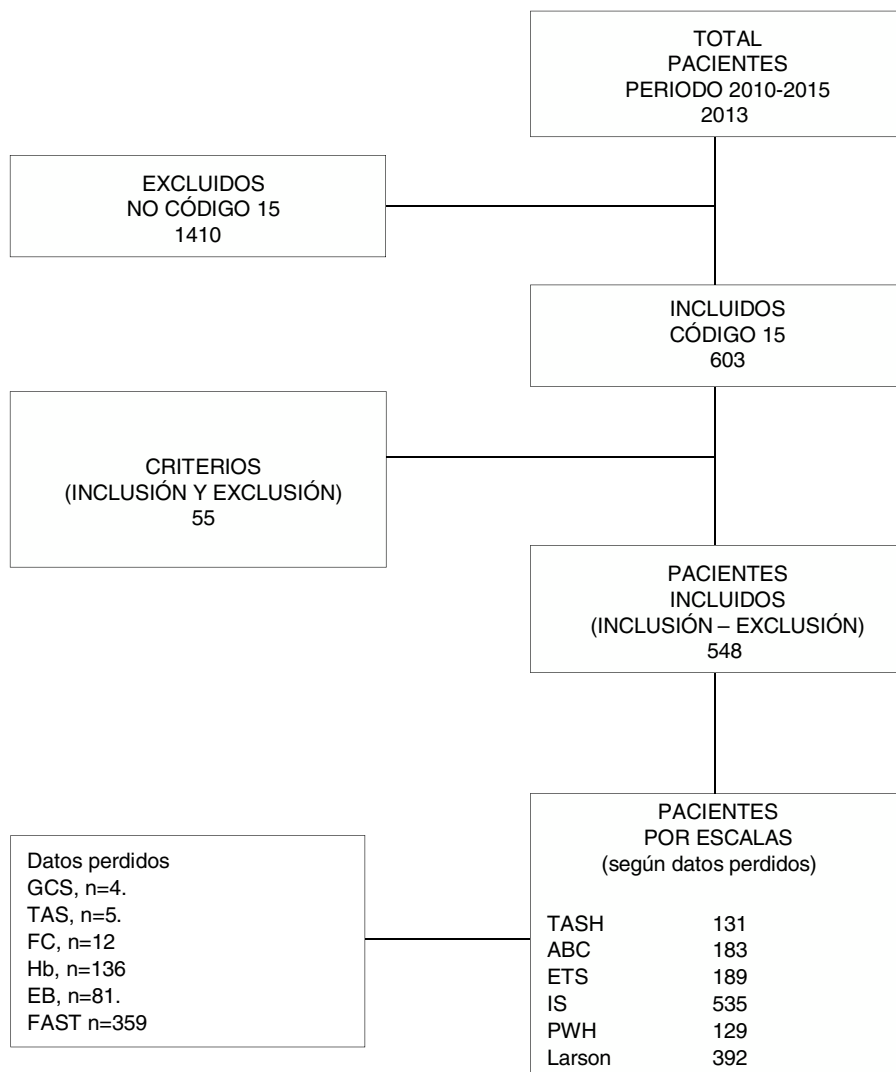 TOTAL
PACIENTES
PERIODO 2010-2015
2013
EXCLUIDOS
NO CÓDIGO 15
1410
INCLUIDOS
CÓDIGO 15
603
CRITERIOS
(INCLUSIÓN Y EXCLUSIÓN)
55
PACIENTES
INCLUIDOS
(INCLUSIÓN – EXCLUSIÓN)
548
Datos perdidos
GCS, n=4.
TAS, n=5.
FC, n=12
Hb, n=136
EB, n=81.
FAST n=359
PACIENTES
POR ESCALAS
(según datos perdidos)
TASH 131
ABC 183
ETS 189
IS 535
PWH 129
Larson 392